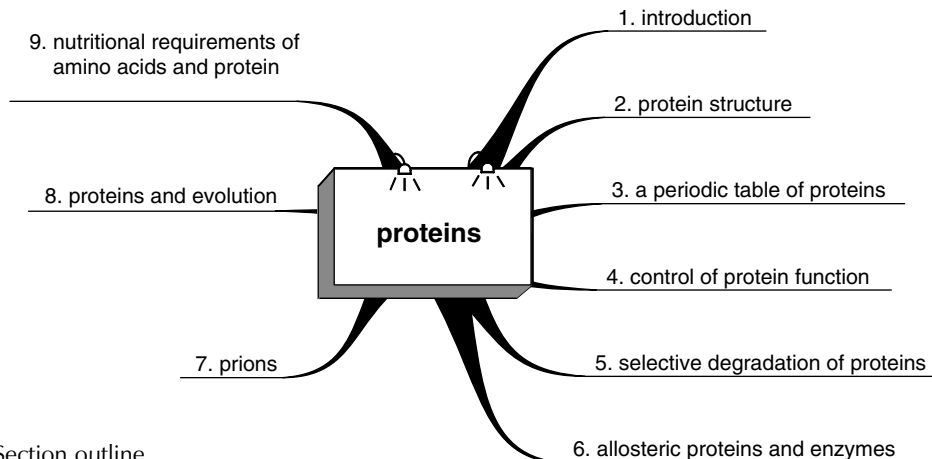 1. introduction
2. protein structure
3. a periodic table of proteins
4. control of protein function
5. selective degradation of proteins
6. allosteric proteins and enzymes
7. prions
8. proteins and evolution
9. nutritional requirements of
amino acids and protein
proteins
Section outline